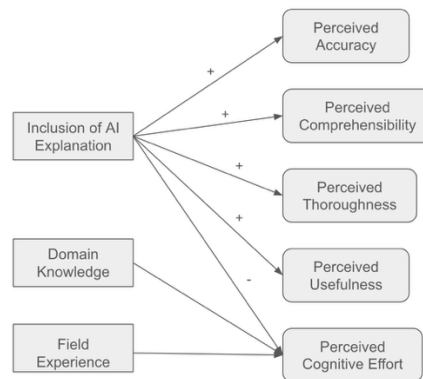 Perceived
Accuracy
+
Inclusion of AI
Explanation
+
Perceived
Comprehensibility
+
Perceived
Thoroughness
+
Domain
Knowledge
-
Perceived
Usefulness
Field
Experience
Perceived
Cognitive Effort